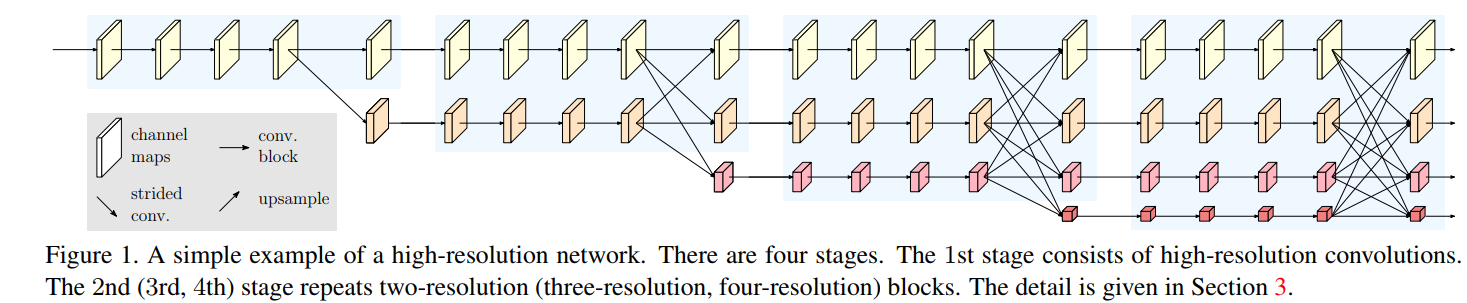 channel
maps
conv.
block
strided
conv.
upsample
Figure 1. A simple example of a high-resolution network. There are four stages. The 1st stage consists of high-resolution convolutions.
The 2nd (3rd, 4th) stage repeats two-resolution (three-resolution, four-resolution) blocks. The detail is given in Section 3.